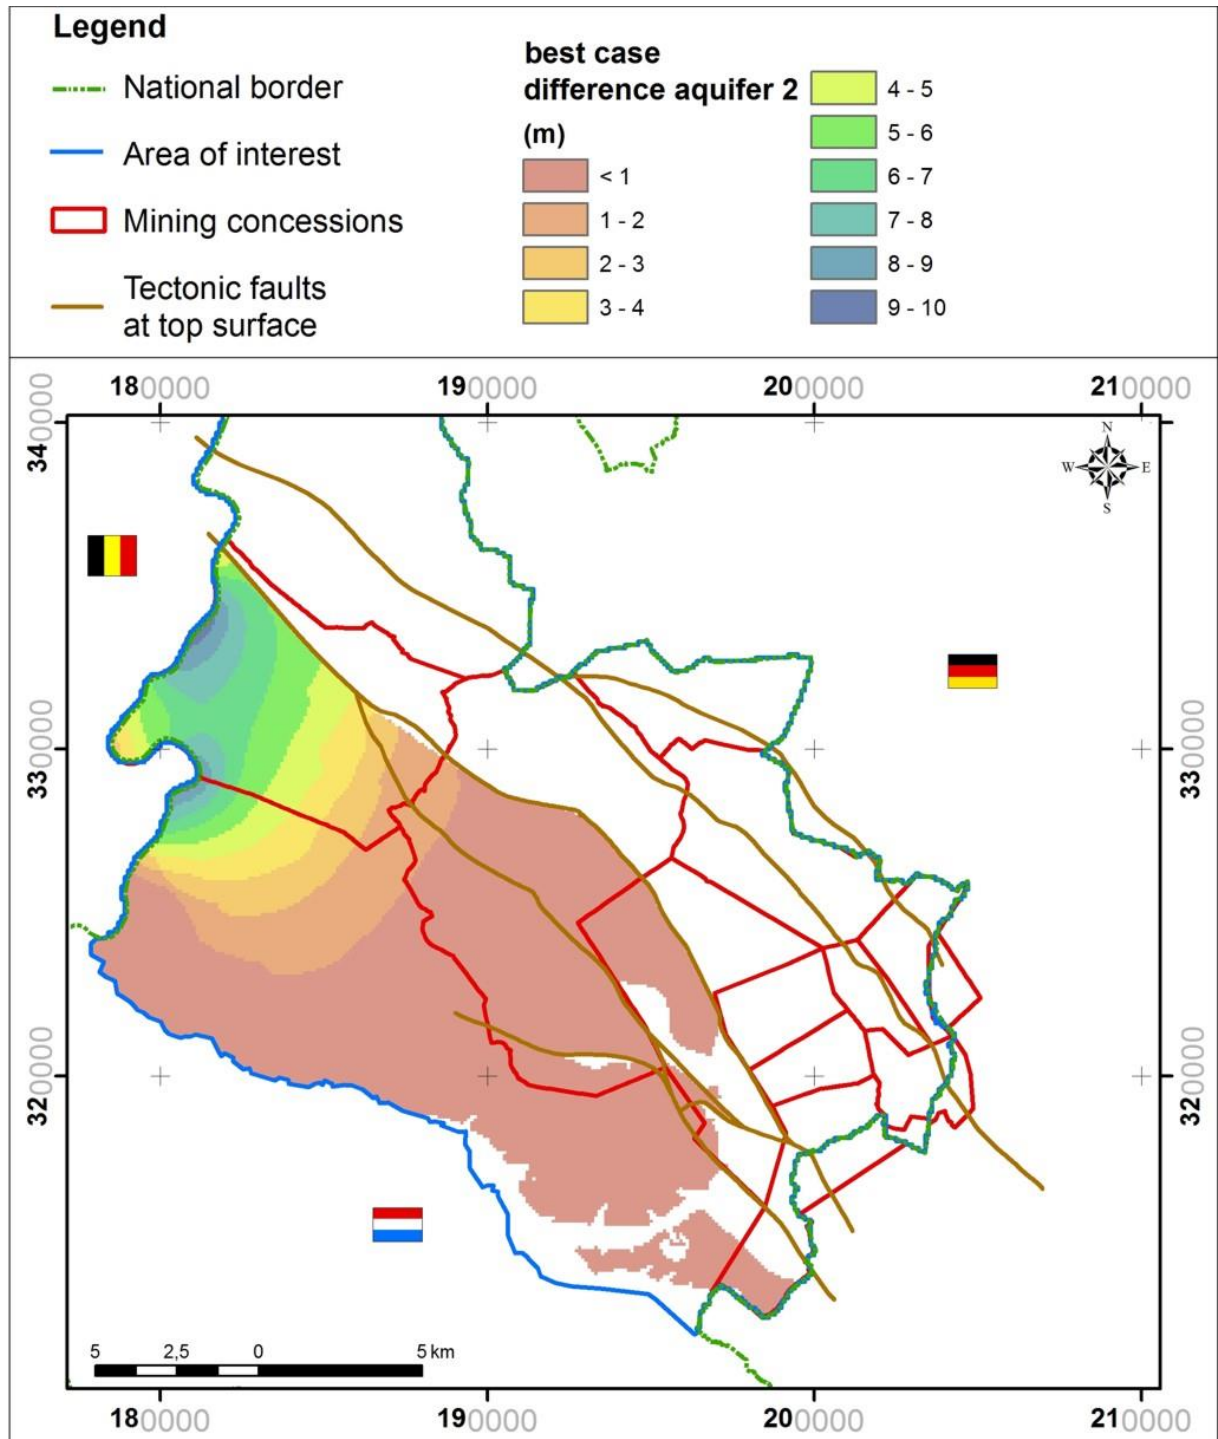 Legend
National border
Area of interest
Mining concessions
Tectonic faults
at top surface
best case
difference aquifer 2
(m)
< 1
1 - 2
2 - 3
3 - 4
4 - 5
5 - 6
6 - 7
7 - 8
8 - 9
9 - 10
180000 190000 200000 210000
340000
N
W E
S
330000 330000
320000 320000
5 2,5 0 5 km
180000 190000 200000 210000